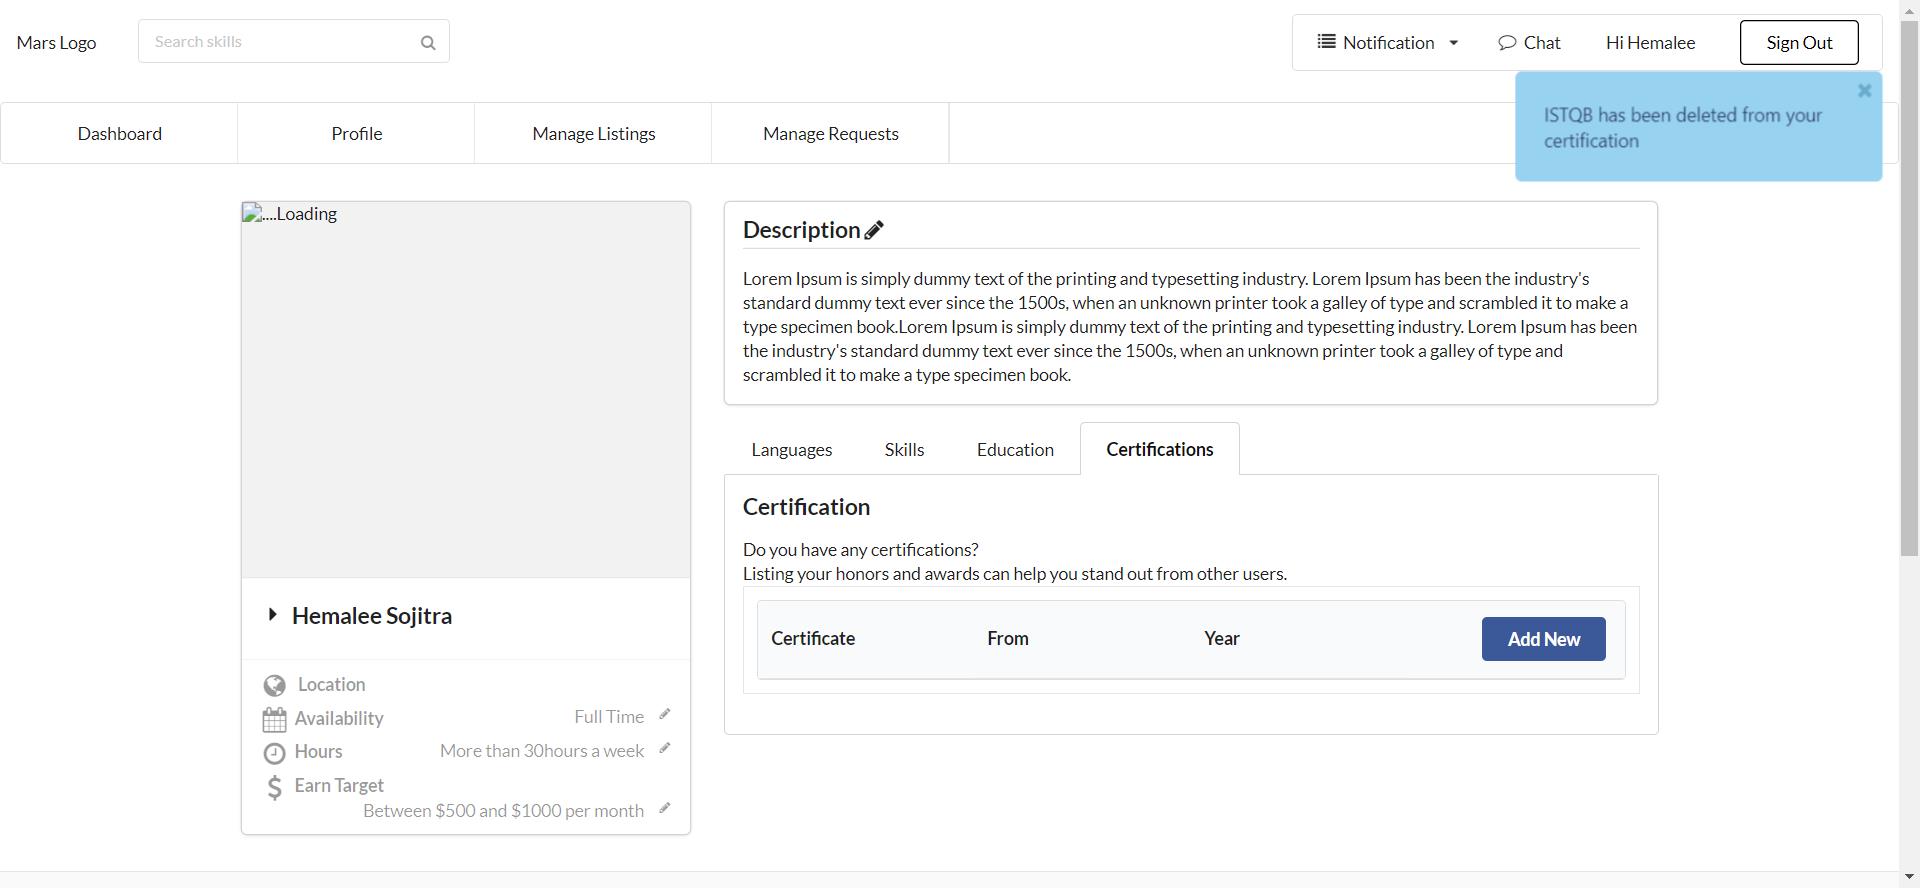 Mars Logo
Search skills
Notification
Chat
Hi Hemalee
Sign Out
ISTQB has been deleted from your
certification
Dashboard
Profile
Manage Listings
Manage Requests
....Loading
Hemalee Sojitra
Location
Availability
Full Time
Hours
More than 30hours a week
Earn Target
Between $500 and $1000 per month
Description
Lorem Ipsum is simply dummy text of the printing and typesetting industry. Lorem Ipsum has been the industry's
standard dummy text ever since the 1500s, when an unknown printer took a galley of type and scrambled it to make a
type specimen book.Lorem Ipsum is simply dummy text of the printing and typesetting industry. Lorem Ipsum has been
the industry's standard dummy text ever since the 1500s, when an unknown printer took a galley of type and
scrambled it to make a type specimen book.
Languages
Skills
Education
Certifications
Certification
Do you have any certifications?
Listing your honors and awards can help you stand out from other users.
Certificate
From
Year
Add New